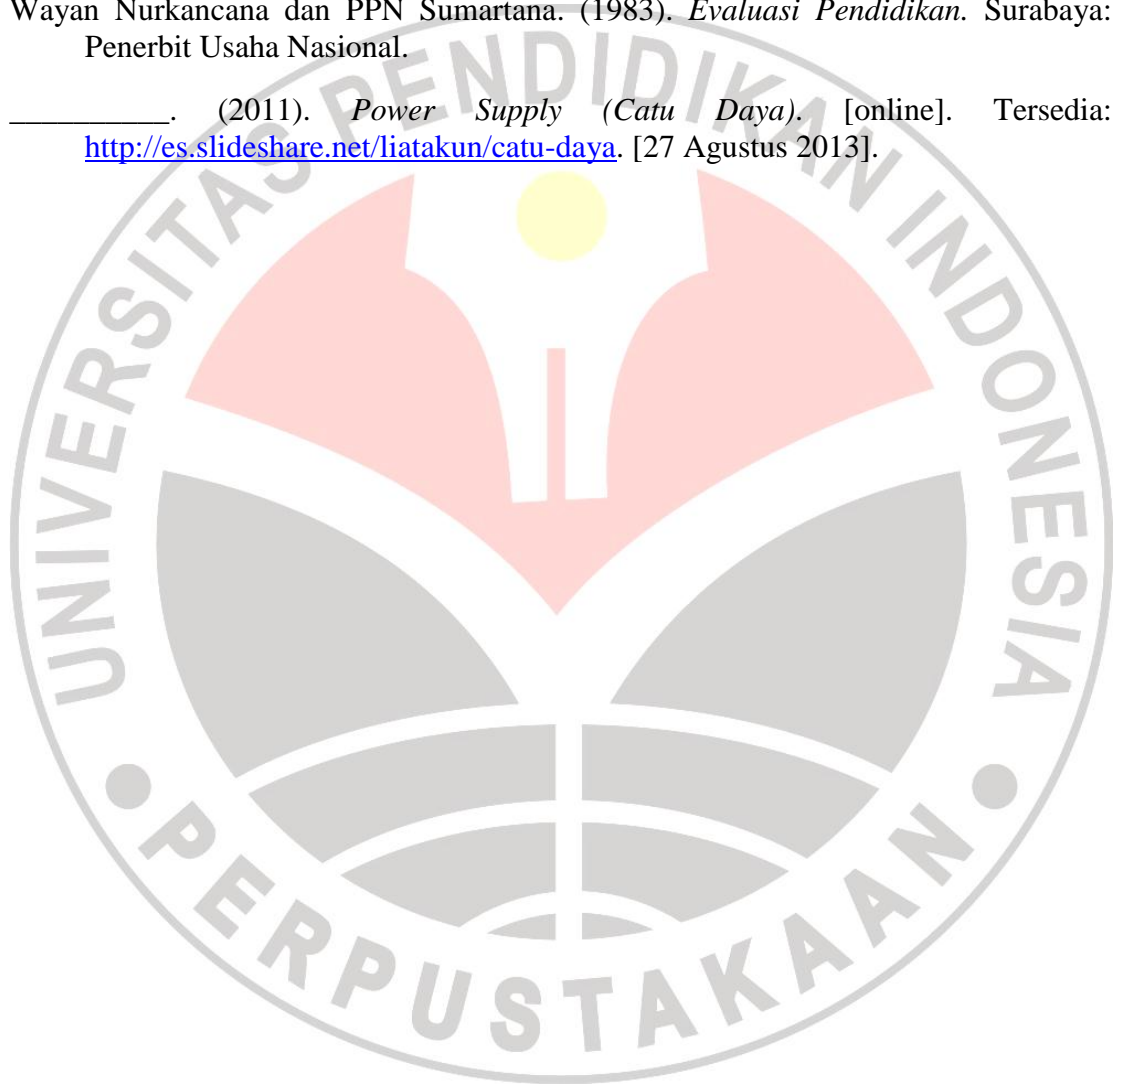 Wayan Nurkancana dan PPN Sumartana. (1983). Evaluasi Pendidikan. Surabaya:
Penerbit Usaha Nasional.
__________. (2011). Power Supply (Catu Daya). [online]. Tersedia:
http://es.slideshare.net/liatakun/catu-daya. [27 Agustus 2013].
UNIVERSITAS PENDIDIKAN INDONESIA
PERPUSTAKAAN